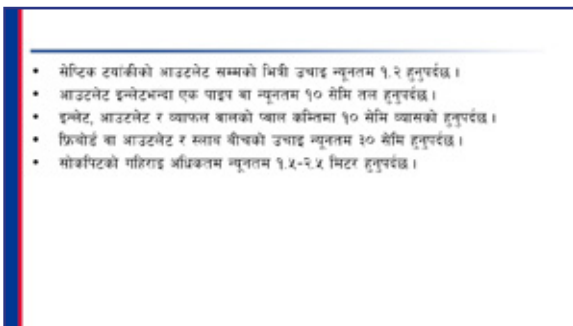 • सेप्टिक ट्यांकीको आउटलेट सम्मको भित्री उचाइ न्यूनतम १.२ हुनुपर्दछ ।
• आउटलेट इन्लेटभन्दा एक पाइप वा न्यूनतम १० सेमि तल हुनुपर्दछ ।
• इन्लेट, आउटलेट र व्याफल वालको प्वाल कम्तिमा १० सेमि व्यासको हुनुपर्दछ ।
• फ्रिबोर्ड वा आउटलेट र स्लाव बीचको उचाइ न्यूनतम ३० सेमि हुनुपर्दछ ।
• सोकपिटको गहिराइ अधिकतम न्यूनतम १.५-२.५ मिटर हुनुपर्दछ ।